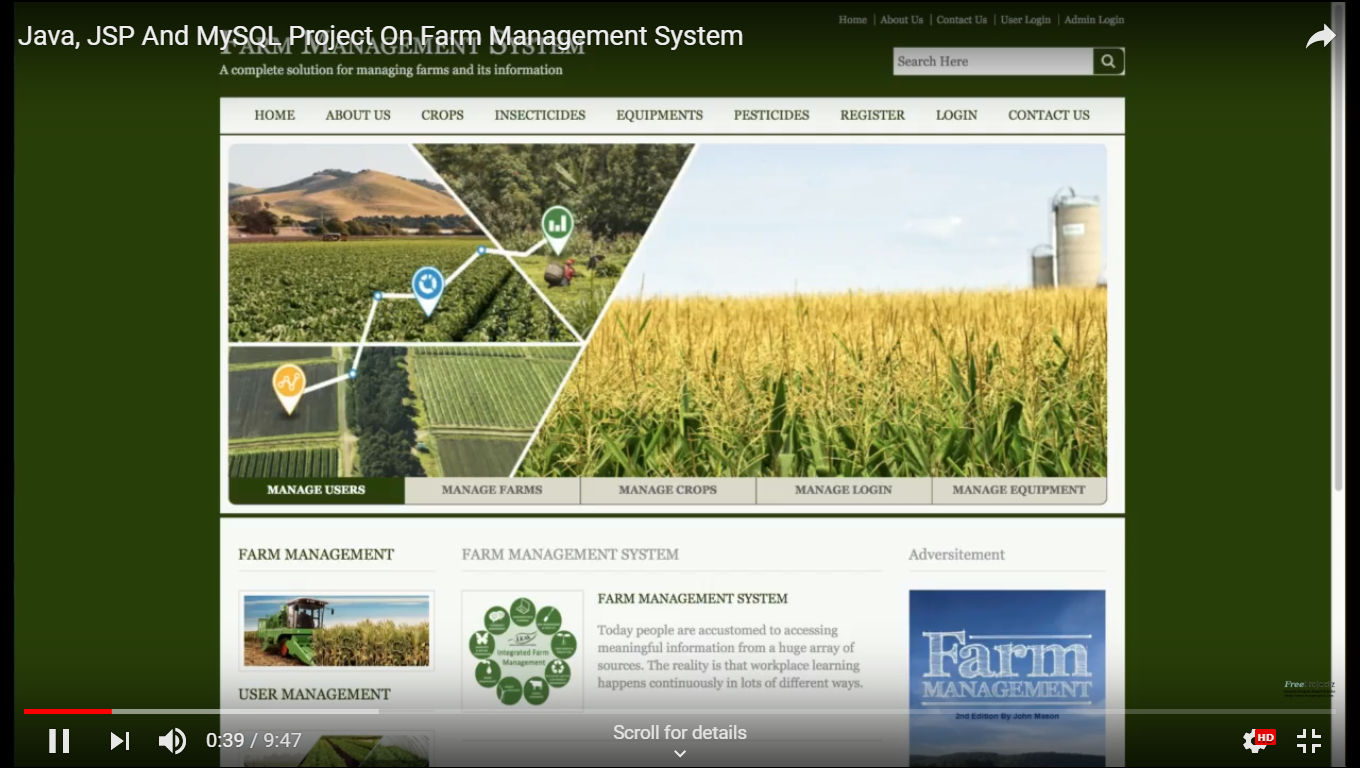 Java, JSP And MySQL Project On Farm Management System
Home | About Us | Contact Us | User Login | Admin Login
FARM MANAGEMENT SYSTEM
A complete solution for managing farms and its information
Search Here
HOME ABOUT US CROPS INSECTICIDES EQUIPMENTS PESTICIDES REGISTER LOGIN CONTACT US
MANAGE USERS MANAGE FARMS MANAGE CROPS MANAGE LOGIN MANAGE EQUIPMENT
FARM MANAGEMENT
FARM MANAGEMENT SYSTEM
Adversitement
Integrated Farm
Management
FARM MANAGEMENT SYSTEM
Today people are accustomed to accessing
meaningful information from a huge array of
sources. The reality is that workplace learning
happens continuously in lots of different ways.
Farm
MANAGEMENT
2nd Edition By John Mason
USER MANAGEMENT
Free
0:39 / 9:47
Scroll for details
HD